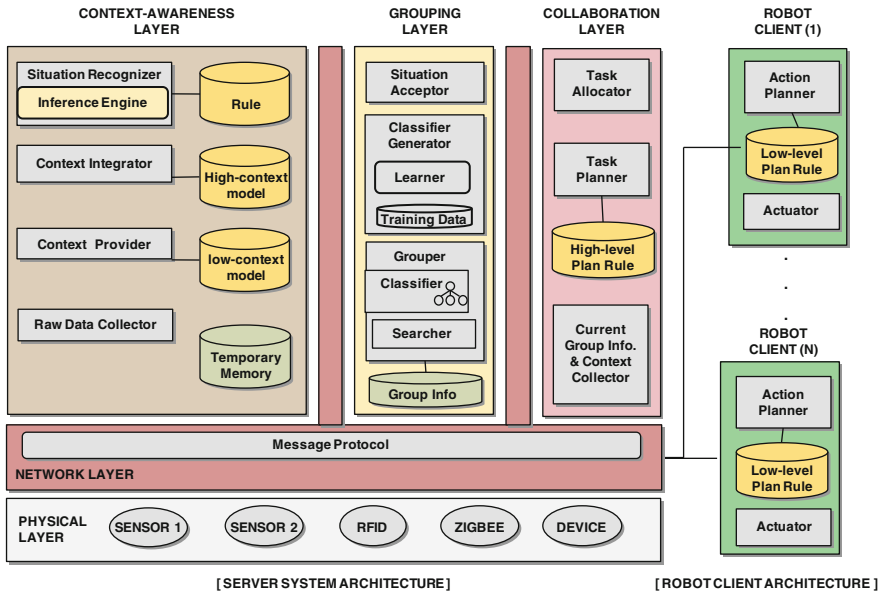 CONTEXT-AWARENESS
LAYER
Situation Recognizer
Inference Engine
Rule
Context Integrator
High-context
model
Context Provider
low-context
model
Raw Data Collector
Temporary
Memory
GROUPING
LAYER
Situation
Acceptor
Classifier
Generator
Learner
Training Data
Grouper
Classifier
Searcher
Group Info
COLLABORATION
LAYER
Task
Allocator
Task
Planner
High-level
Plan Rule
Current
Group Info.
& Context
Collector
ROBOT
CLIENT (1)
Action
Planner
Low-level
Plan Rule
Actuator
.
.
.
ROBOT
CLIENT (N)
Action
Planner
Low-level
Plan Rule
Actuator
Message Protocol
NETWORK LAYER
PHYSICAL
LAYER
SENSOR 1
SENSOR 2
RFID
ZIGBEE
DEVICE
[ SERVER SYSTEM ARCHITECTURE ]
[ ROBOT CLIENT ARCHITECTURE ]